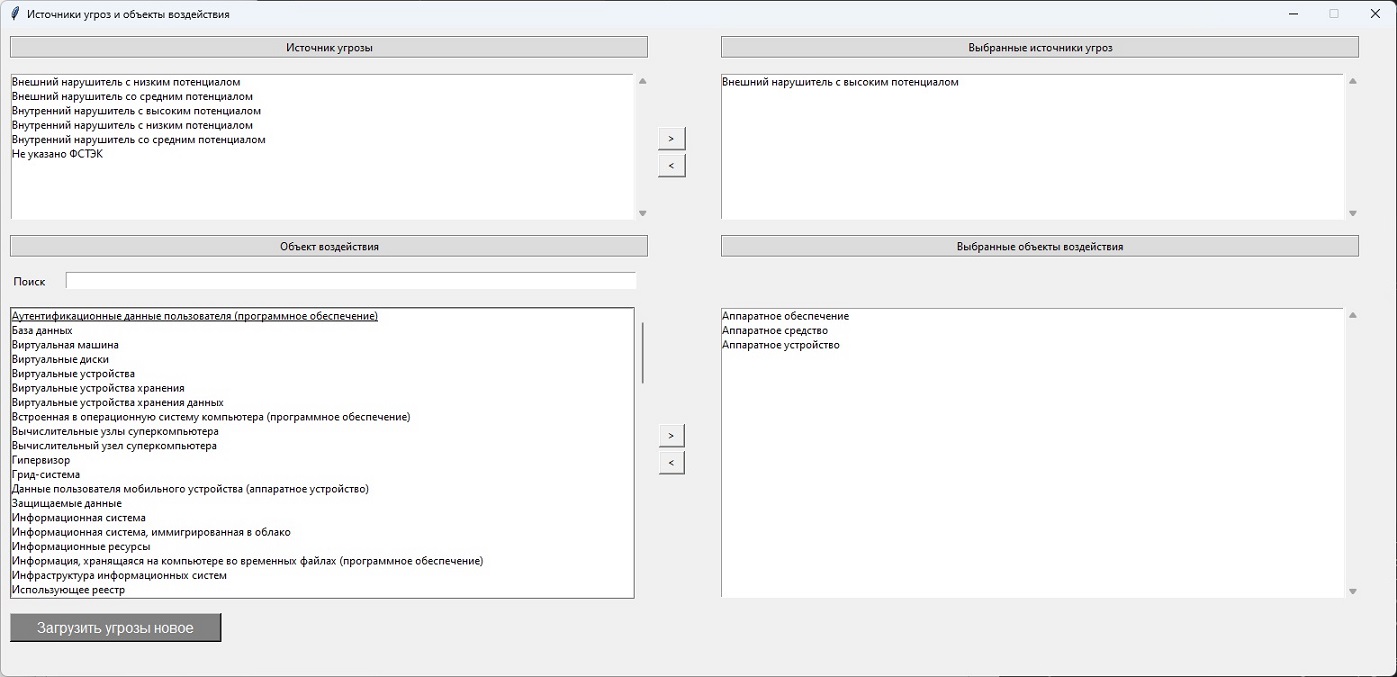 Источники угроз и объекты воздействия
Источник угрозы
Внешний нарушитель с низким потенциалом
Внешний нарушитель со средним потенциалом
Внутренний нарушитель с высоким потенциалом
Внутренний нарушитель с низким потенциалом
Внутренний нарушитель со средним потенциалом
Не указано ФСТЭК
>
<
Выбранные источники угроз
Внешний нарушитель с высоким потенциалом
Объект воздействия
Поиск
Аутентификационные данные пользователя (программное обеспечение)
База данных
Виртуальная машина
Виртуальные диски
Виртуальные устройства
Виртуальные устройства хранения
Виртуальные устройства хранения данных
Встроенная в операционную систему компьютера (программное обеспечение)
Вычислительные узлы суперкомпьютера
Вычислительный узел суперкомпьютера
Гипервизор
Грид-система
Данные пользователя мобильного устройства (аппаратное устройство)
Защищаемые данные
Информационная система
Информационная система, иммигрированная в облако
Информационные ресурсы
Информация, хранящаяся на компьютере во временных файлах (программное обеспечение)
Инфраструктура информационных систем
Использующее реестр
>
<
Выбранные объекты воздействия
Аппаратное обеспечение
Аппаратное средство
Аппаратное устройство
Загрузить угрозы новое